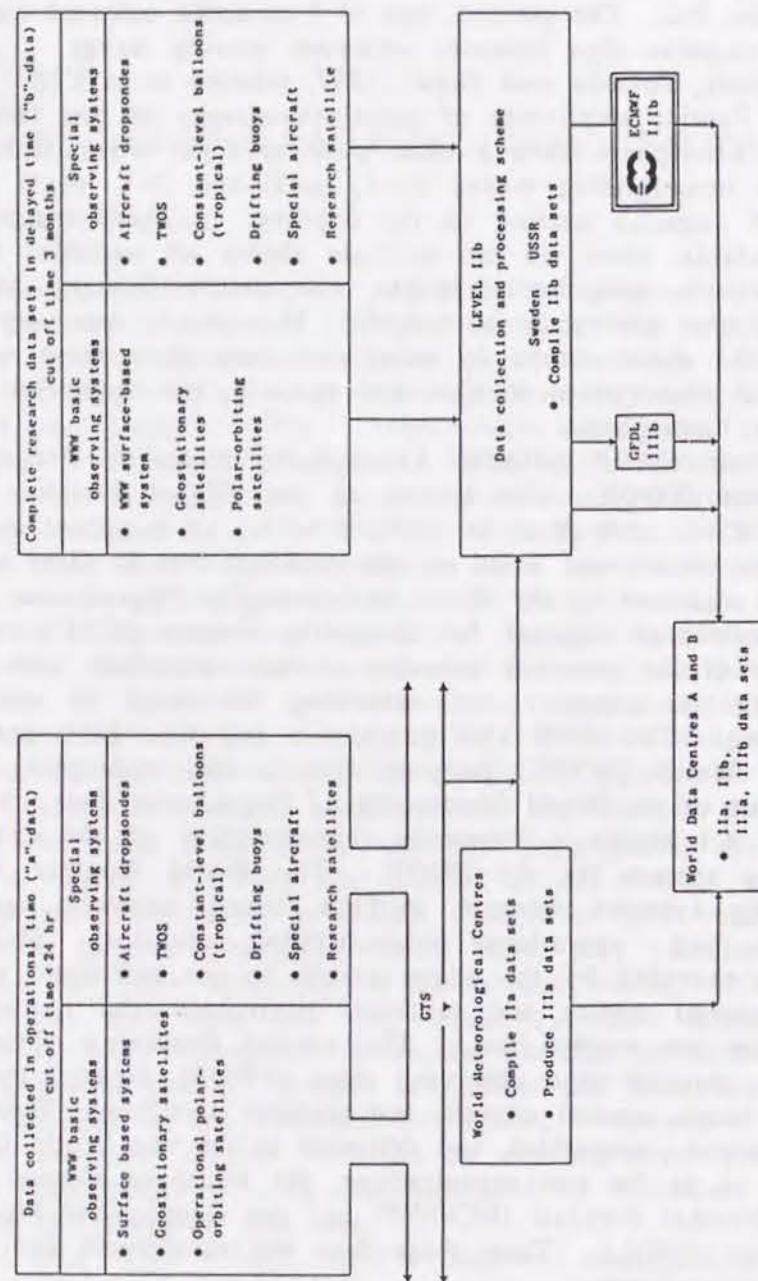 Data collected in operational time ("a"-data)
cut off time 24 hr
WWW basic
observing systems
Special
observing systems
• Surface based systems
• Geostationary satellites
• Operational polar-
orbiting satellites
• Aircraft dropsondes
• TWOS
• Constant-level balloons
(tropical)
• Drifting buoys
• Special aircraft
• Research satellites
GTS
World Meteorological Centres
• Compile IIa data sets
• Produce IIIa data set
World Data Centres A and B
• IIa, IIb,
IIIa, IIIb data sets
Complete research data sets in delayed time ("b"-data)
cut off time 3 months
WWW basic
observing systems
Special
observing systems
• WWW surface-based
system
• Geostationary
satellites
• Polar-orbiting
satellites
• Aircraft dropsondes
• TWOS
• Constant-level balloons
(tropical)
• Drifting buoys
• Special aircraft
Research satellite
LEVEL IIb
Data collection and processing scheme
Sweden USSR
• Compile IIb data sets
GFDL
IIIb
ECMWF
IIIb